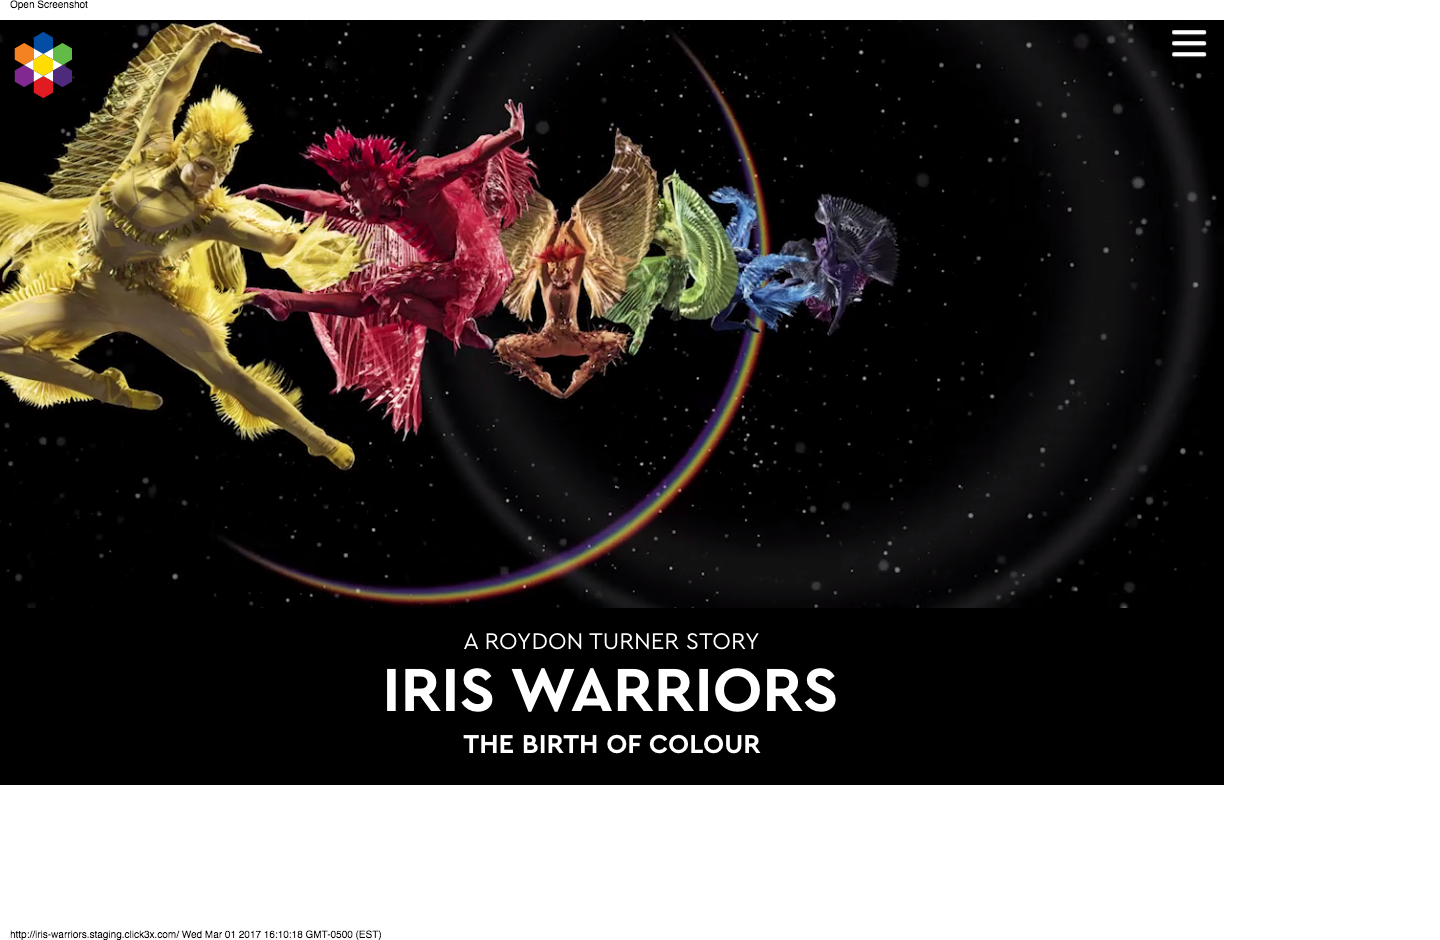 Open Screenshot
A ROYDON TURNER STORY
IRIS WARRIORS
THE BIRTH OF COLOUR
http://iris-warriors.staging.click3x.com/ Wed Mar 01 2017 16:10:18 GMT-0500 (EST)